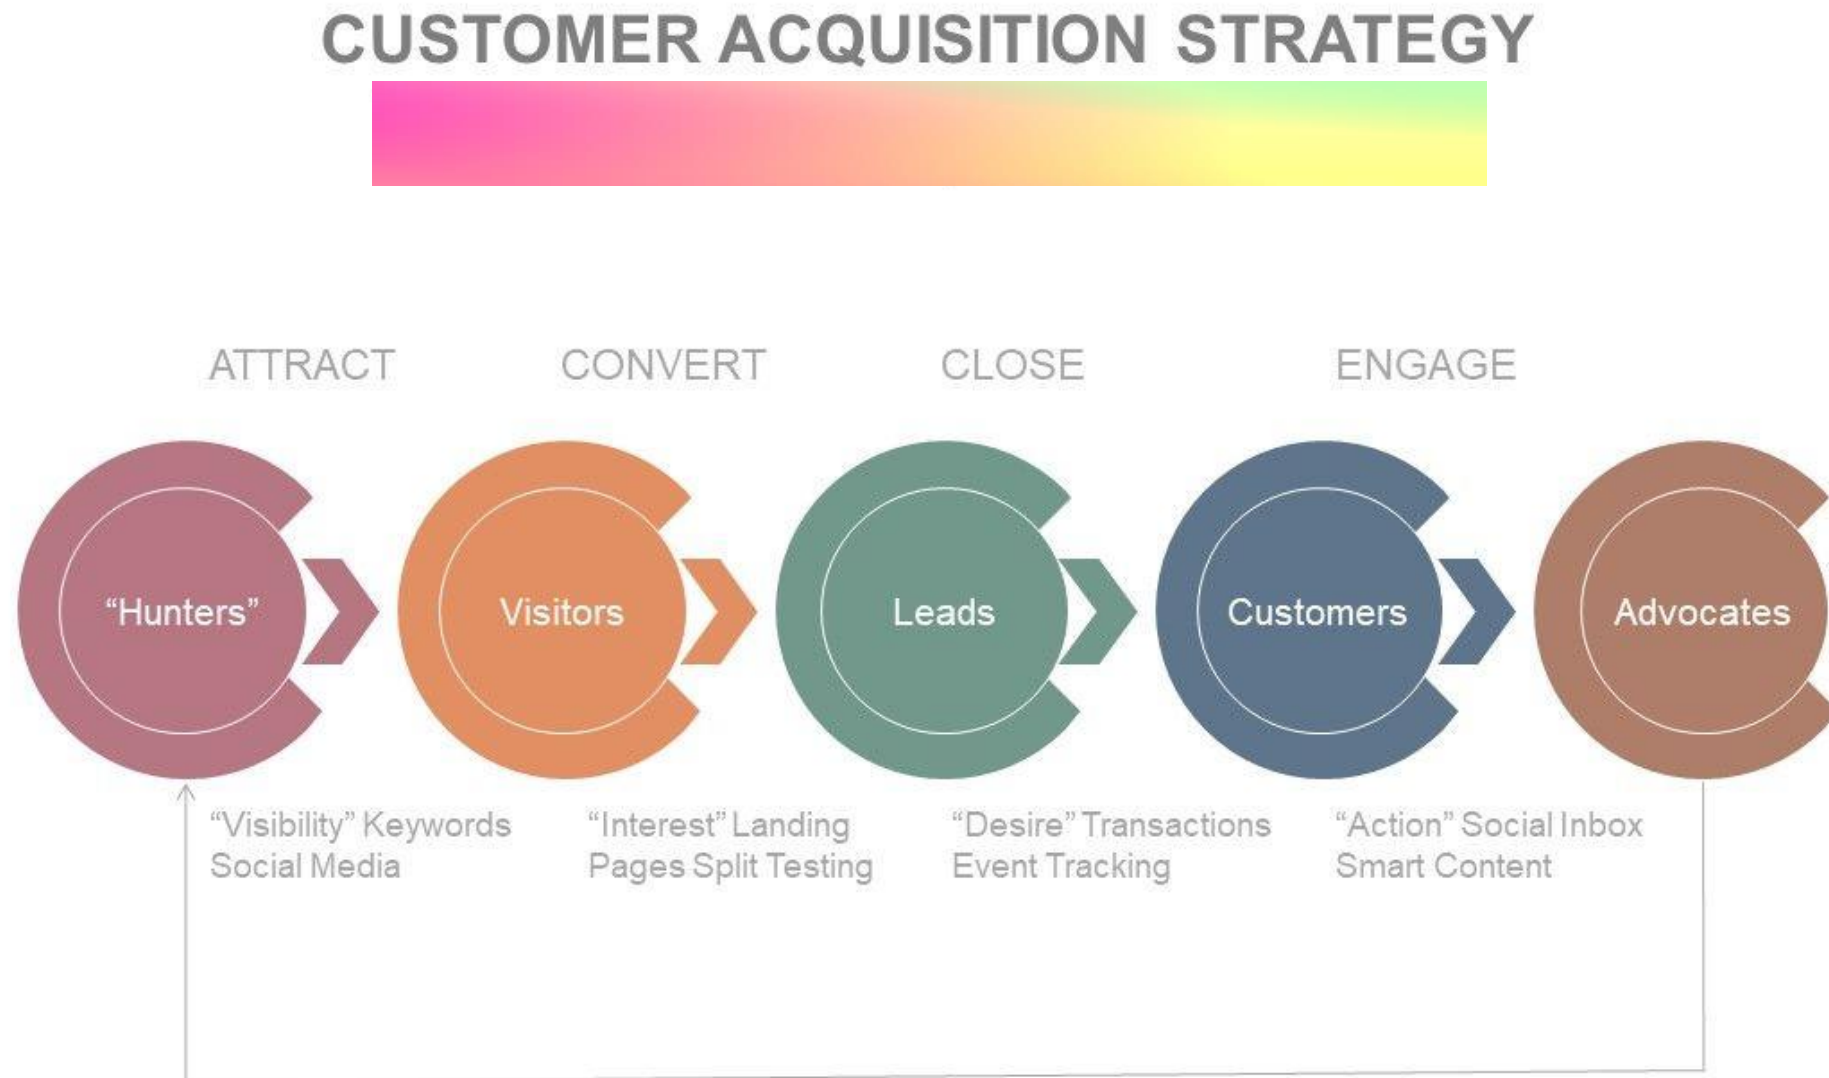 CUSTOMER ACQUISITION STRATEGY
ATTRACT
CONVERT
CLOSE
ENGAGE
“Hunters”
Visitors
Leads
Customers
Advocates
“Visibility” Keywords
Social Media
“Interest” Landing
Pages Split Testing
“Desire” Transactions
Event Tracking
“Action” Social Inbox
Smart Content